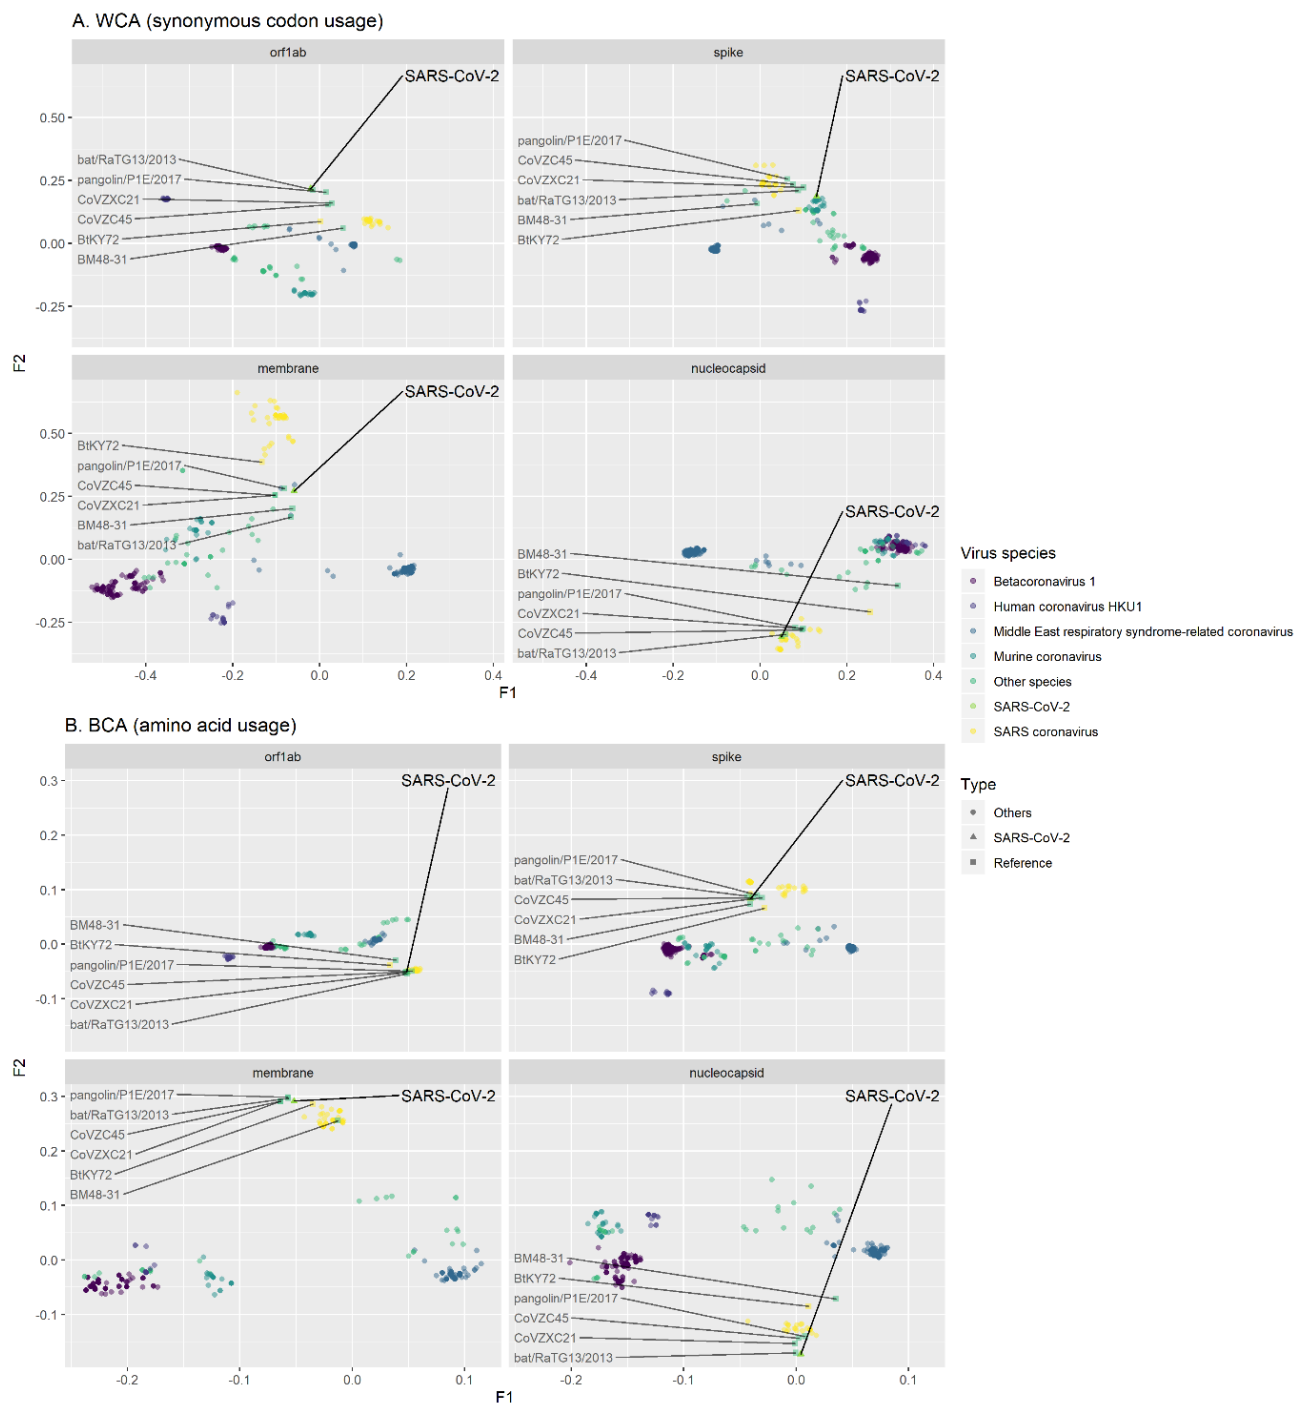 A. WCA (synonymous codon usage)
orf1ab
spike
SARS-CoV-2
SARS-CoV-2
0.50
0.25
0.00
-0.25
bat/RaTG13/2013
pangolin/P1E/2017
CoVZXC21
CoVZC45
BtKY72
BM48-31
pangolin/P1E/2017
CoVZC45
CoVZXC21
bat/RaTG13/2013
BM48-31
BtKY72
F2
membrane
nucleocapsid
SARS-CoV-2
0.50
0.25
0.00
-0.25
BtKY72
pangolin/P1E/2017
CoVZC45
CoVZXC21
BM48-31
bat/RaTG13/2013
SARS-CoV-2
BM48-31
BtKY72
pangolin/P1E/2017
CoVZXC21
CoVZC45
bat/RaTG13/2013
-0.4 -0.2 0.0 0.2 0.4
-0.4 -0.2 0.0 0.2 0.4
F1
B. BCA (amino acid usage)
orf1ab
spike
SARS-CoV-2
SARS-CoV-2
0.3
0.2
0.1
0.0
-0.1
BM48-31
BtKY72
pangolin/P1E/2017
CoVZC45
CoVZXC21
bat/RaTG13/2013
pangolin/P1E/2017
bat/RaTG13/2013
CoVZC45
CoVZXC21
BM48-31
BtKY72
F2
membrane
nucleocapsid
SARS-CoV-2
SARS-CoV-2
0.3
0.2
0.1
0.0
-0.1
pangolin/P1E/2017
bat/RaTG13/2013
CoVZC45
CoVZXC21
BtKY72
BM48-31
BM48-31
BtKY72
pangolin/P1E/2017
CoVZC45
CoVZXC21
bat/RaTG13/2013
-0.2 -0.1 0.0 0.1
-0.2 -0.1 0.0 0.1
F1
Virus species
Betacoronavirus 1
Human coronavirus HKU1
Middle East respiratory syndrome-related coronavirus
Murine coronavirus
Other species
SARS-CoV-2
SARS coronavirus
Type
Others
SARS-CoV-2
Reference